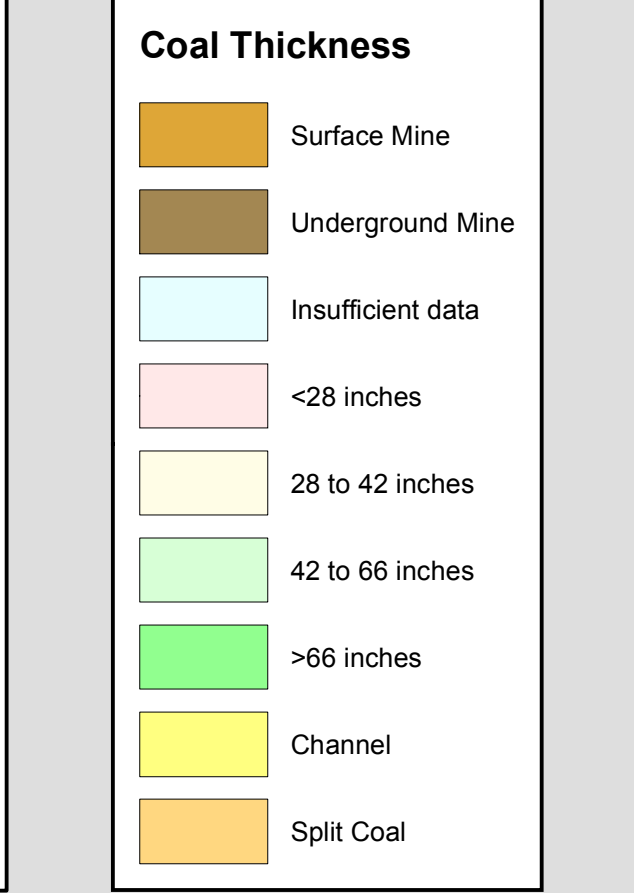 Coal Thickness
Surface Mine
Underground Mine
Insufficient data
<28 inches
28 to 42 inches
42 to 66 inches
>66 inches
Channel
Split Coal